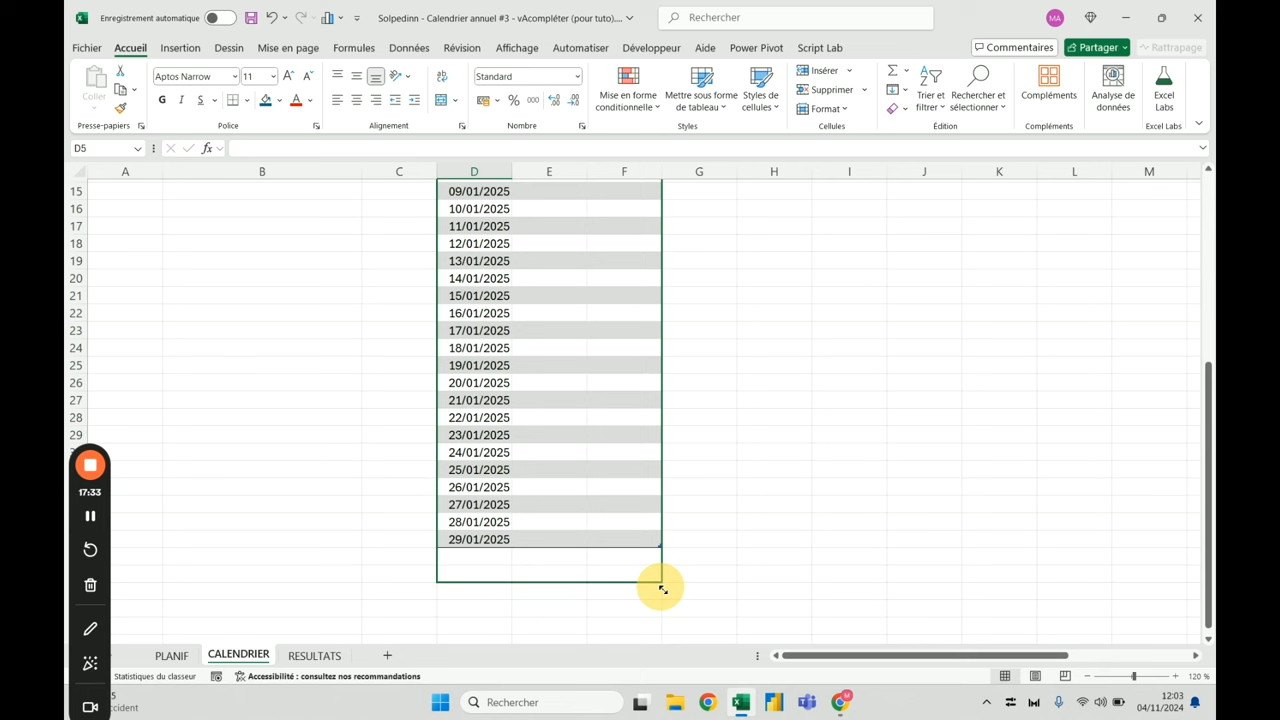 Enregistrement automatique
Solpedinn - Calendrier annuel #3 - vAcompléter (pour tuto)....
Rechercher
MA
Fichier Accueil Insertion Dessin Mise en page Formules Données Révision Affichage Automatiser Développeur Aide Power Pivot Script Lab
Commentaires Partager Rattrapage
Coller
Aptos Narrow 11
G I S
Standard
% 000
Mise en forme conditionnelle
Mettre sous forme de tableau
Styles de cellules
Insérer
Supprimer
Format
Trier et filtrer
Rechercher et sélectionner
Compléments
Analyse de données
Excel Labs
Presse-papiers Police Alignement Nombre Styles Cellules Édition Compléments Excel Labs
D5
fx
A B C D E F G H I J K L M
15 09/01/2025
16 10/01/2025
17 11/01/2025
18 12/01/2025
19 13/01/2025
20 14/01/2025
21 15/01/2025
22 16/01/2025
23 17/01/2025
24 18/01/2025
25 19/01/2025
26 20/01/2025
27 21/01/2025
28 22/01/2025
29 23/01/2025
24/01/2025
25/01/2025
26/01/2025
27/01/2025
28/01/2025
29/01/2025
17:33
PLANIF CALENDRIER RESULTATS
Statistiques du classeur
Accessibilité : consultez nos recommandations
120 %
Rechercher
12:03
04/11/2024